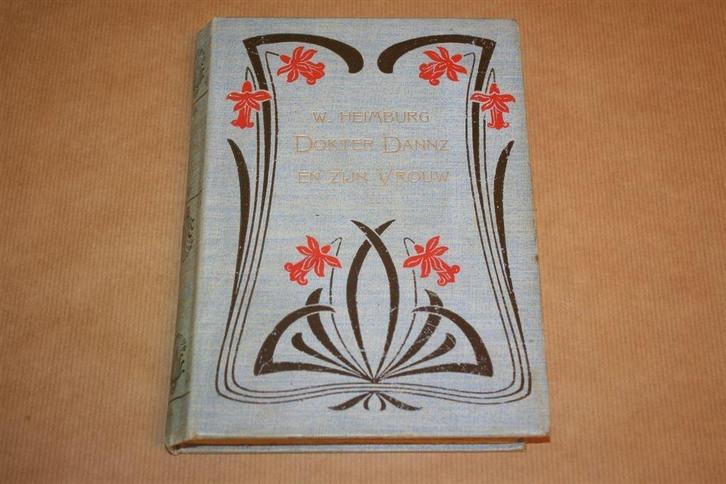 W. HEIMBURG
DOKTER DANNZ
EN ZIJN VROUW